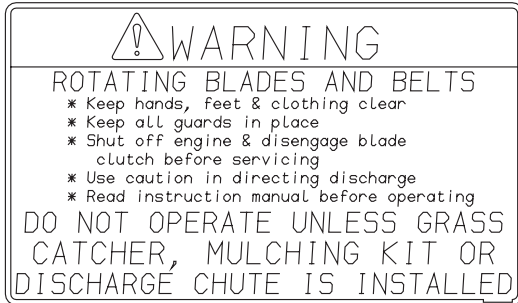 WARNING
ROTATING BLADES AND BELTS
* Keep hands, feet & clothing clear
* Keep all guards in place
* Shut off engine & disengage blade
clutch before servicing
* Use caution in directing discharge
* Read instruction manual before operating
DO NOT OPERATE UNLESS GRASS
CATCHER, MULCHING KIT OR
DISCHARGE CHUTE IS INSTALLED